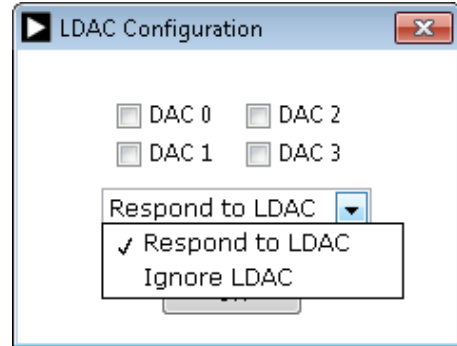 LDAC Configuration
DAC 0 DAC 2
DAC 1 DAC 3
Respond to LDAC
Respond to LDAC
Ignore LDAC